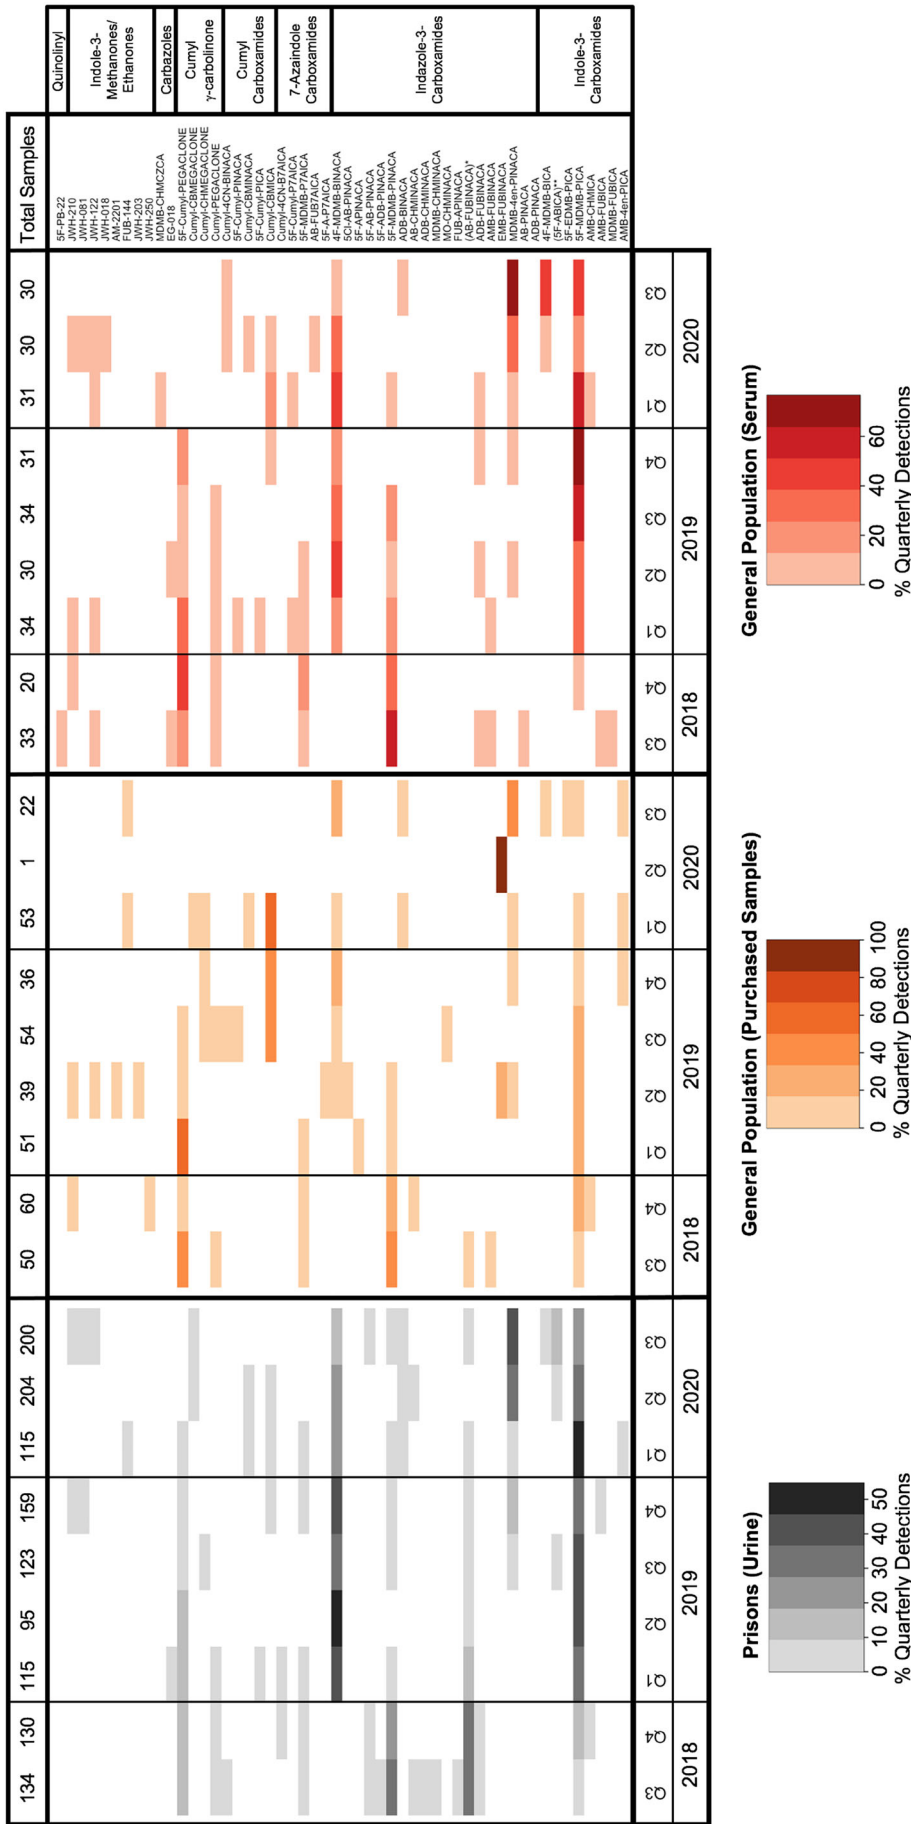 Total Samples
134
130
115
95
123
159
115
204
200
50
60
51
39
54
36
53
1
22
33
20
34
30
34
31
31
30
30
Quinolinyl
Indole-3-
Methanones/
Ethanones
Carbazoles
Cumyl
γ-carbolinone
Cumyl
Carboxamides
7-Azaindole
Carboxamides
Indazole-3-
Carboxamides
Indole-3-
Carboxamides
5F-PB-22
JWH-210
JWH-081
JWH-122
JWH-018
AM-2201
FUB-144
JWH-203
JWH-250
MDMB-CHMCZCA
EG-018
5F-Cumyl-PEGACLONE
Cumyl-CBMEGACLONE
Cumyl-CHMEGACLONE
Cumyl-PEGACLONE
Cumyl-4CN-BINACA
5F-Cumyl-PINACA
Cumyl-CBMINACA
5F-Cumyl-PICA
Cumyl-CBMICA
Cumyl-4CN-B7AICA
5F-Cumyl-P7AICA
5F-MDMB-P7AICA
AB-FUB7AICA
5F-A-P7AICA
4F-MDMB-BINACA
5Cl-AB-PINACA
5F-APINACA
5F-AB-PINACA
5F-ADB-PINACA
5F-MDMB-PINACA
ADB-BINACA
AB-CHMINACA
ADB-CHMINACA
MDMB-CHMINACA
MO-CHMINACA
FUB-APINACA
(AB-FUBINACA)*
ADB-FUBINACA
AMB-FUBINACA
EMB-FUBINACA
MDMB-4en-PINACA
AB-PINACA
ADB-PINACA
4F-MDMB-BICA
(5F-ABICA)**
5F-EDMB-PICA
5F-MDMB-PICA
AMB-CHMICA
AMB-FUBICA
MDMB-FUBICA
AMB-4en-PICA
Q3
Q4
Q1
Q2
Q3
Q4
Q1
Q2
Q3
Q3
Q4
Q1
Q2
Q3
Q4
Q1
Q2
Q3
Q3
Q4
Q1
Q2
Q3
Q4
Q1
Q2
Q3
2018
2019
2020
2018
2019
2020
2018
2019
2020
Prisons (Urine)
0 10 20 30 40 50
% Quarterly Detections
General Population (Purchased Samples)
0 20 40 60 80 100
% Quarterly Detections
General Population (Serum)
0 20 40 60
% Quarterly Detections